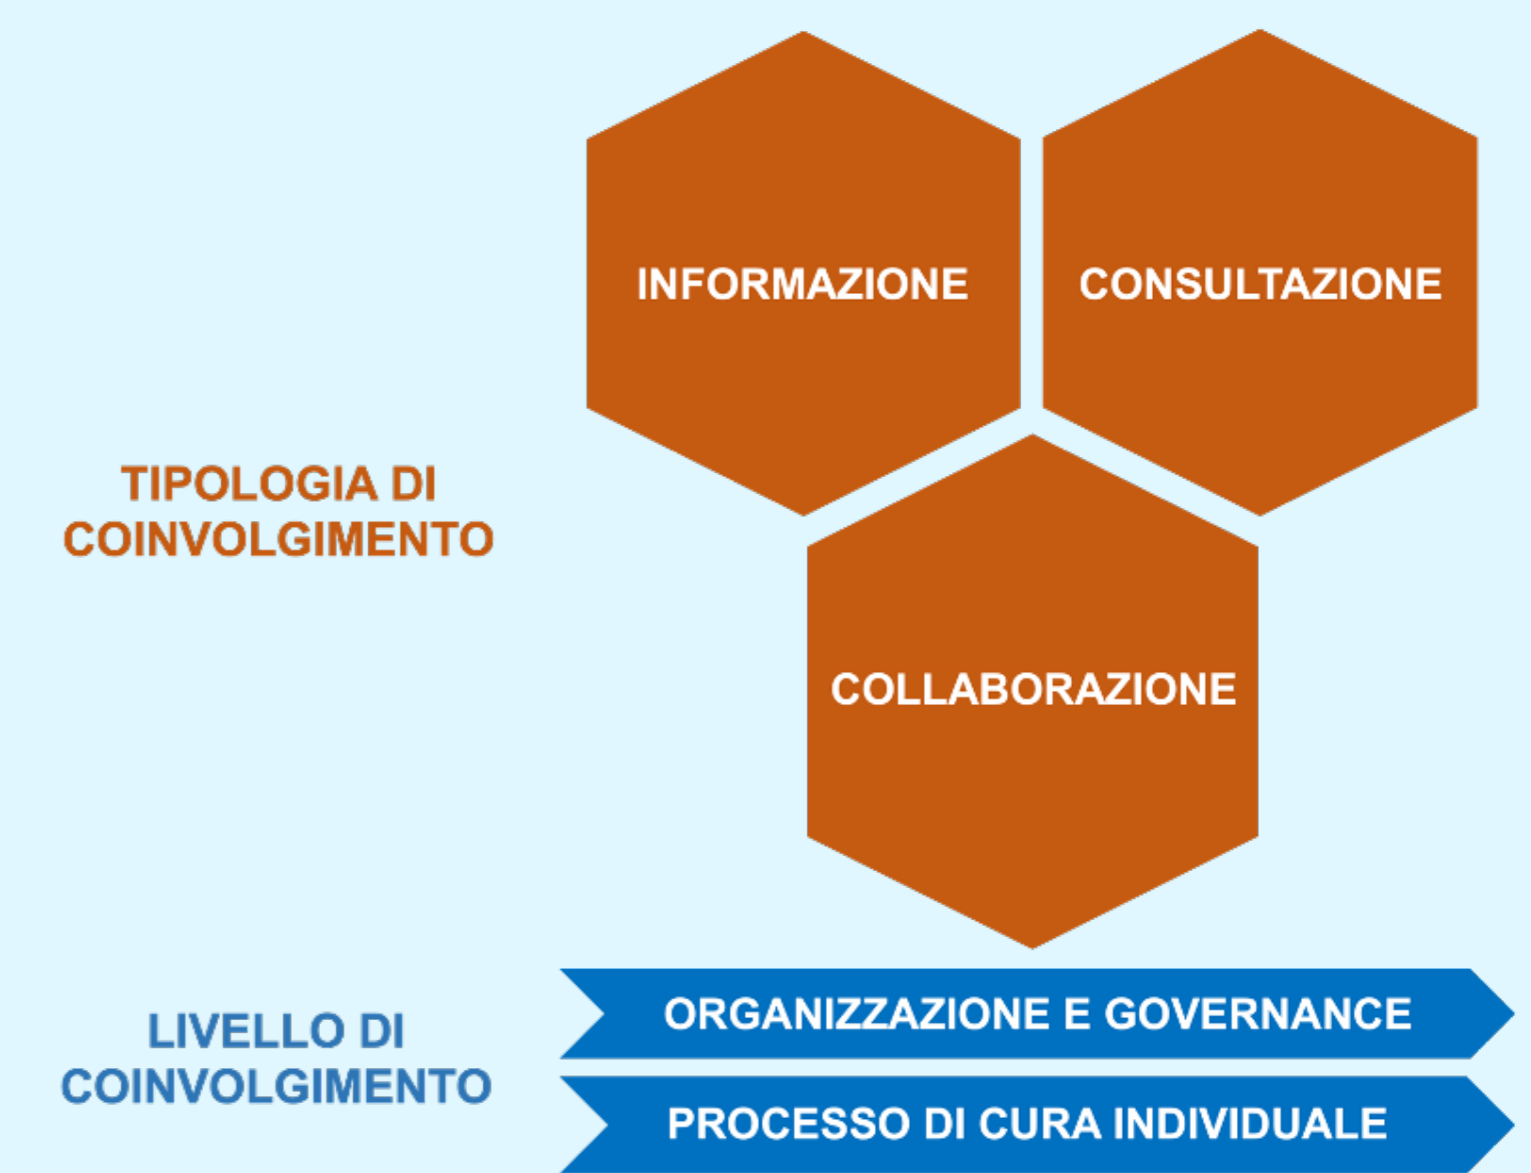 INFORMAZIONE
CONSULTAZIONE
TIPOLOGIA DI
COINVOLGIMENTO
COLLABORAZIONE
LIVELLO DI
COINVOLGIMENTO
ORGANIZZAZIONE E GOVERNANCE
PROCESSO DI CURA INDIVIDUALE